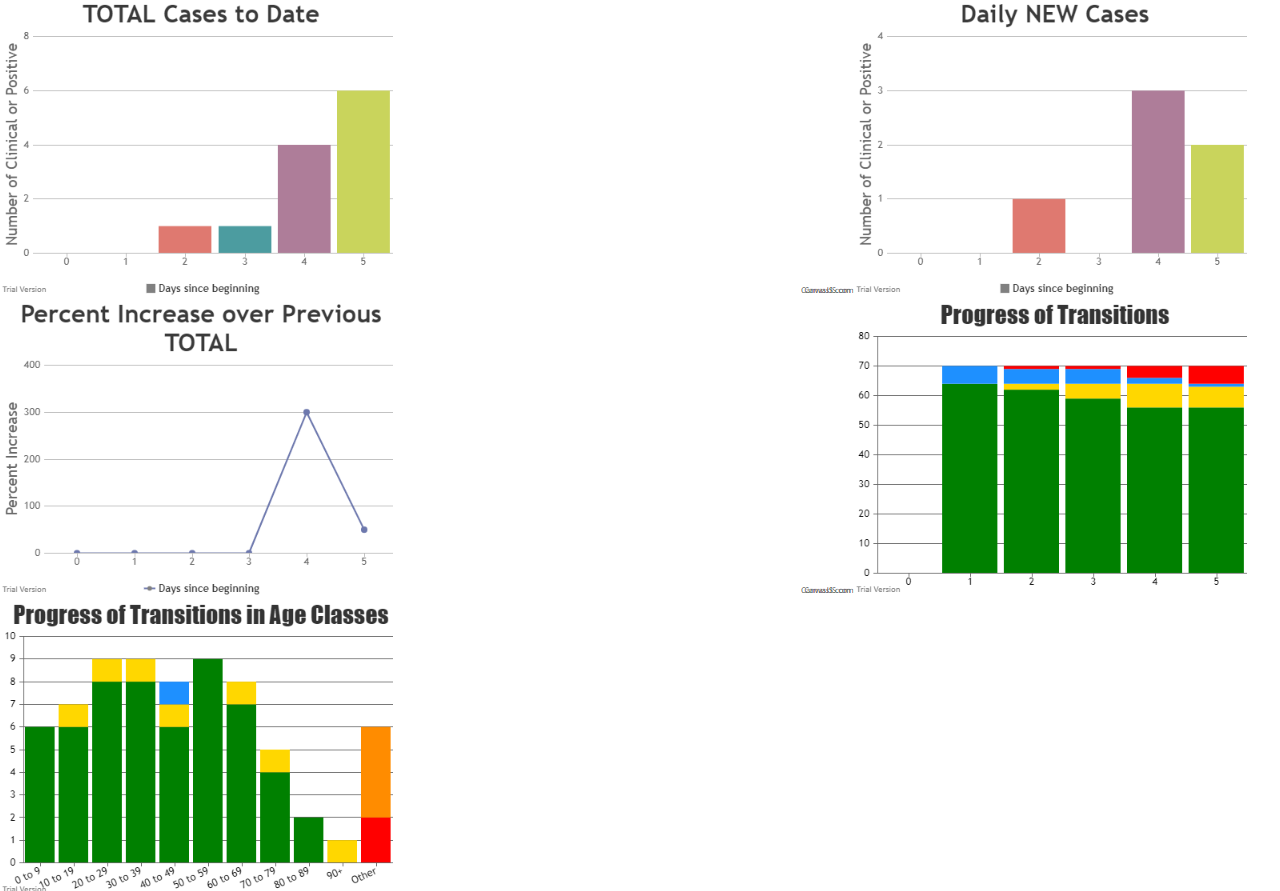 TOTAL Cases to Date
Number of Clinical or Positive
8
6
4
2
0
0 1 2 3 4 5
Days since beginning
Trial Version
Daily NEW Cases
Number of Clinical or Positive
4
3
2
1
0
0 1 2 3 4 5
Days since beginning
Trial Version
Percent Increase over Previous
TOTAL
Percent Increase
400
300
200
100
0
0 1 2 3 4 5
Days since beginning
Trial Version
Progress of Transitions
80
70
60
50
40
30
20
10
0
0 1 2 3 4 5
Trial Version
Progress of Transitions in Age Classes
10
9
8
7
6
5
4
3
2
1
0
0 to 9 10 to 19 20 to 29 30 to 39 40 to 49 50 to 59 60 to 69 70 to 79 80 to 89 90+ Other
Trial Version